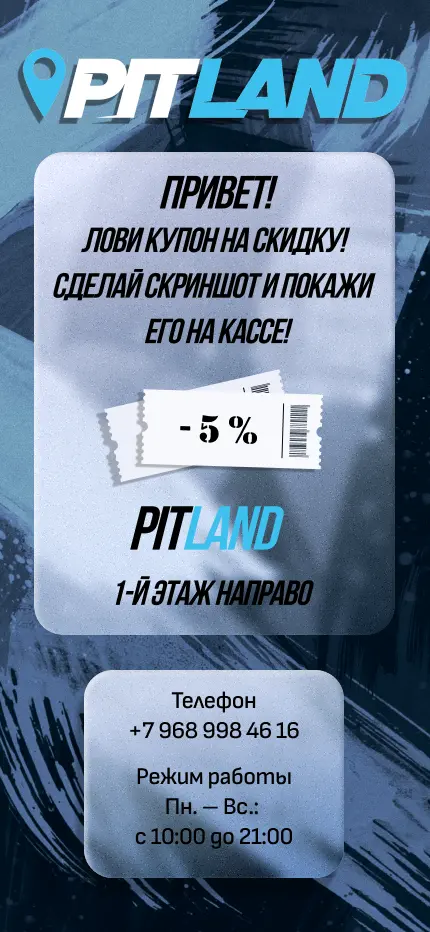 PITLAND
ПРИВЕТ!
ЛОВИ КУПОН НА СКИДКУ!
СДЕЛАЙ СКРИНШОТ И ПОКАЖИ
ЕГО НА КАССЕ!
- 5 %
PITLAND
1-Й ЭТАЖ НАПРАВО
Телефон
+7 968 998 46 16
Режим работы
Пн. – Вс.:
с 10:00 до 21:00